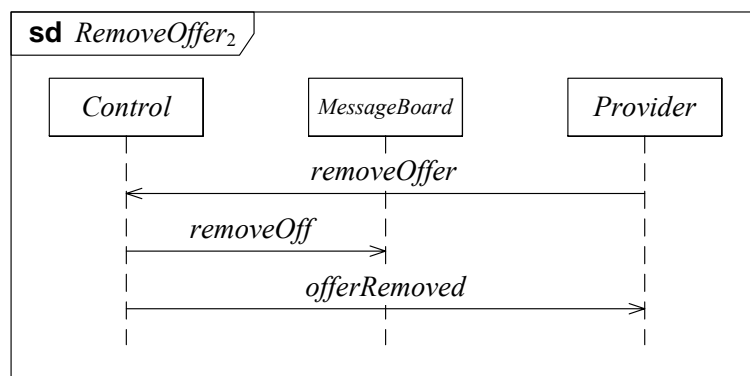 sd RemoveOffer₂
Control MessageBoard Provider
removeOffer
removeOff
offerRemoved